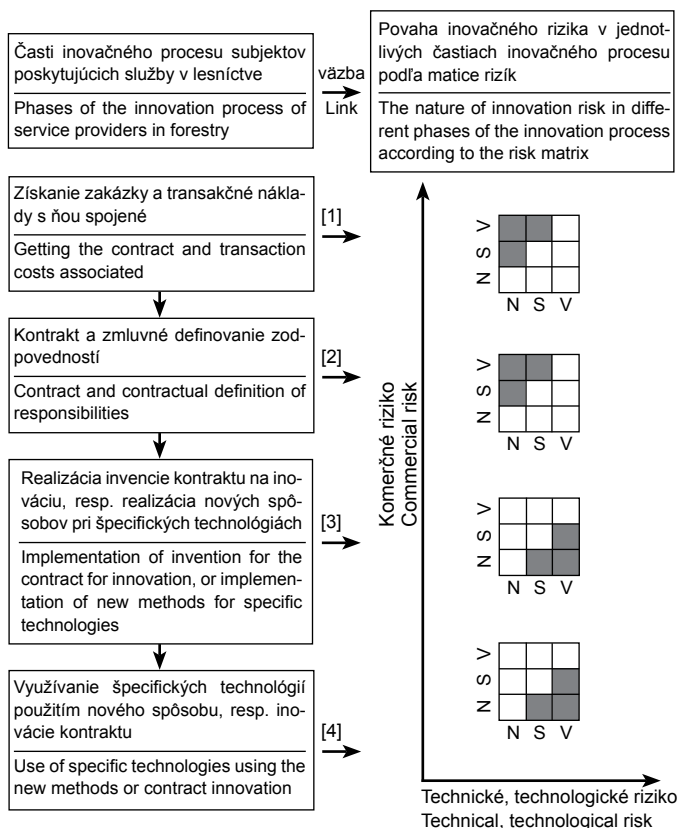 Časti inovačného procesu subjektov
poskytujúcich služby v lesníctve
Phases of the innovation process of
service providers in forestry
väzba
Link
Povaha inovačného rizika v jednot-
livých častiach inovačného procesu
podľa matice rizík
The nature of innovation risk in diffe-
rent phases of the innovation process
according to the risk matrix
Získanie zakázky a transakčné nákla-
dy s ňou spojené
Getting the contract and transaction
costs associated
[1]
V
S
N
N S V
Kontrakt a zmluvné definovanie zod-
povedností
Contract and contractual definition of
responsibilities
[2]
V
S
N
N S V
Realizácia invencie kontraktu na ino-
váciu, resp. realizácia nových spô-
sobov pri špecifických technológiách
Implementation of invention for the
contract for innovation, or implemen-
tation of new methods for specific
technologies
[3]
V
S
N
N S V
Využívanie špecifických technológií
použitím nového spôsobu, resp. ino-
vácie kontraktu
Use of specific technologies using the
new methods or contract innovation
[4]
V
S
N
N S V
Komerčné riziko
Commercial risk
Technické, technologické riziko
Technical, technological risk